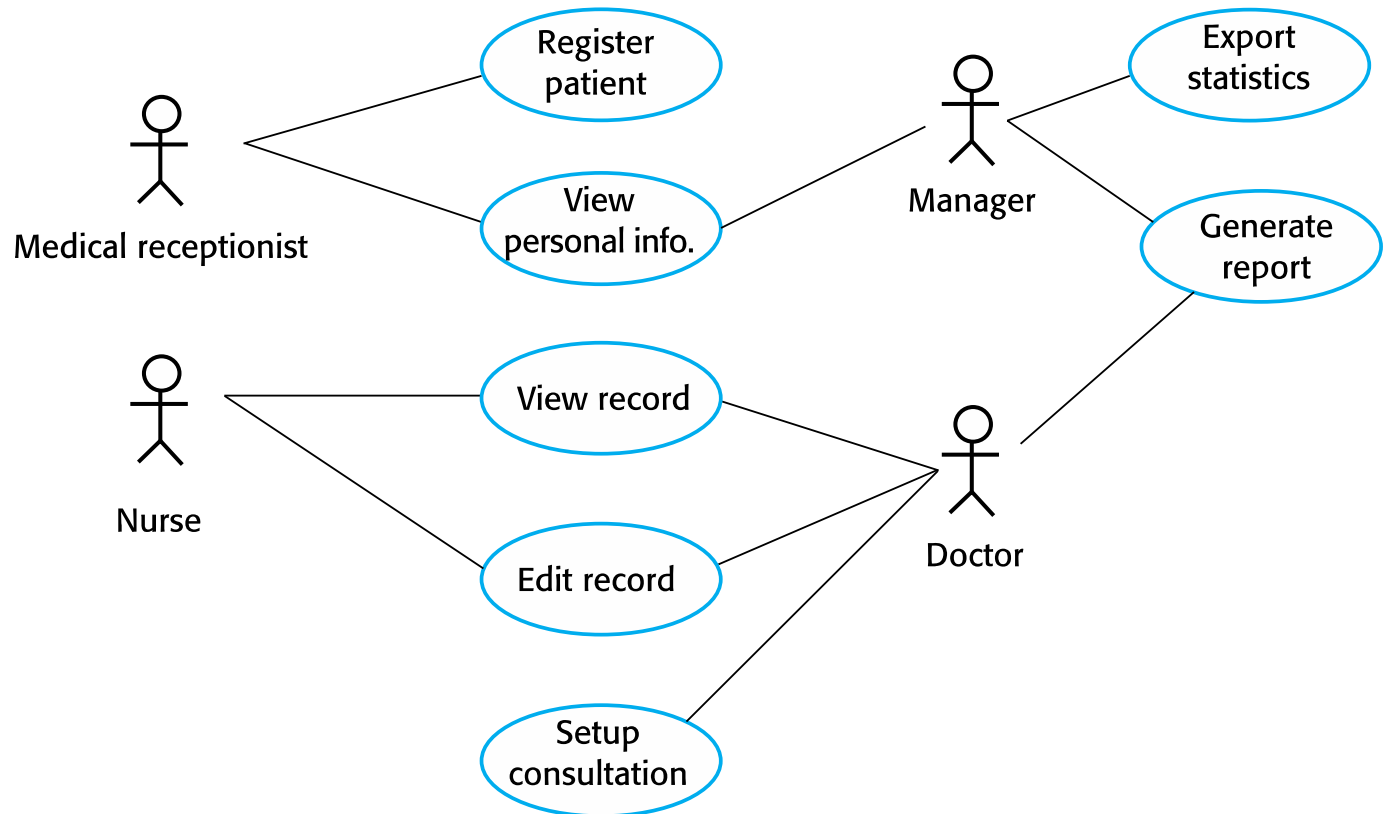 Register
patient
Export
statistics
Medical receptionist
View
personal info.
Manager
Generate
report
Nurse
View record
Edit record
Doctor
Setup
consultation